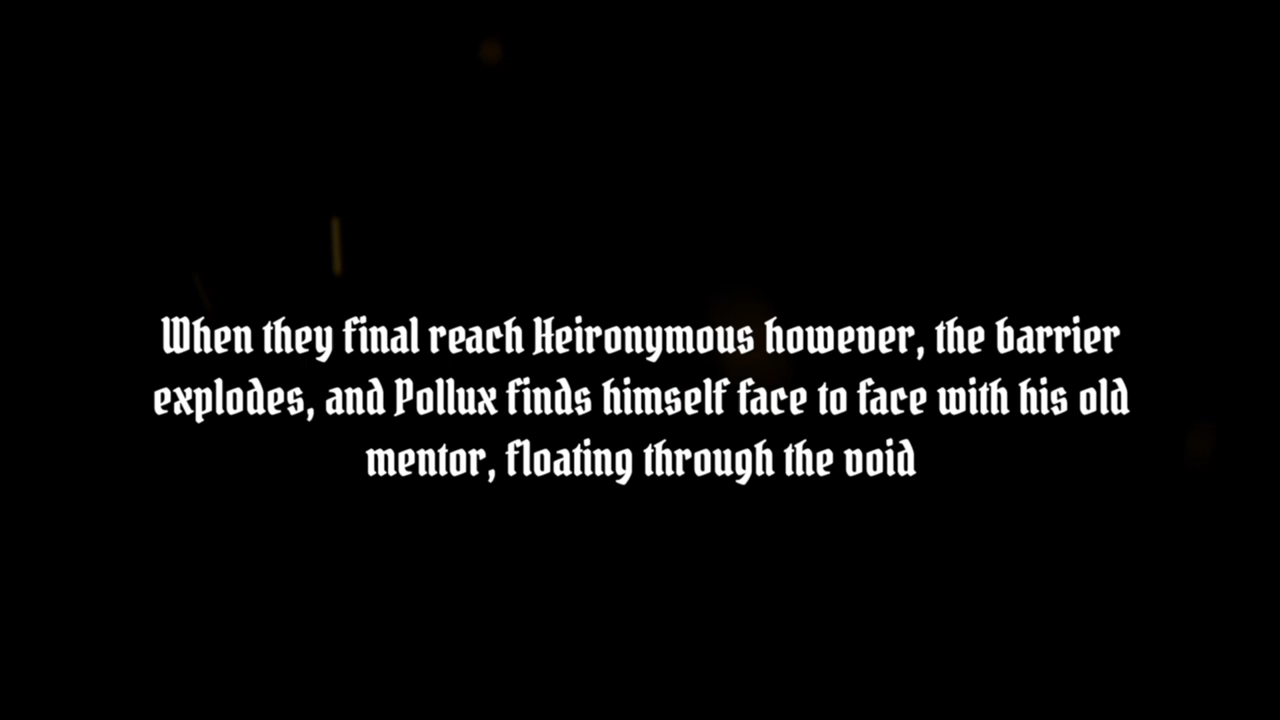 When they final reach Heironymous however, the barrier
explodes, and Pollux finds himself face to face with his old
mentor, floating through the void